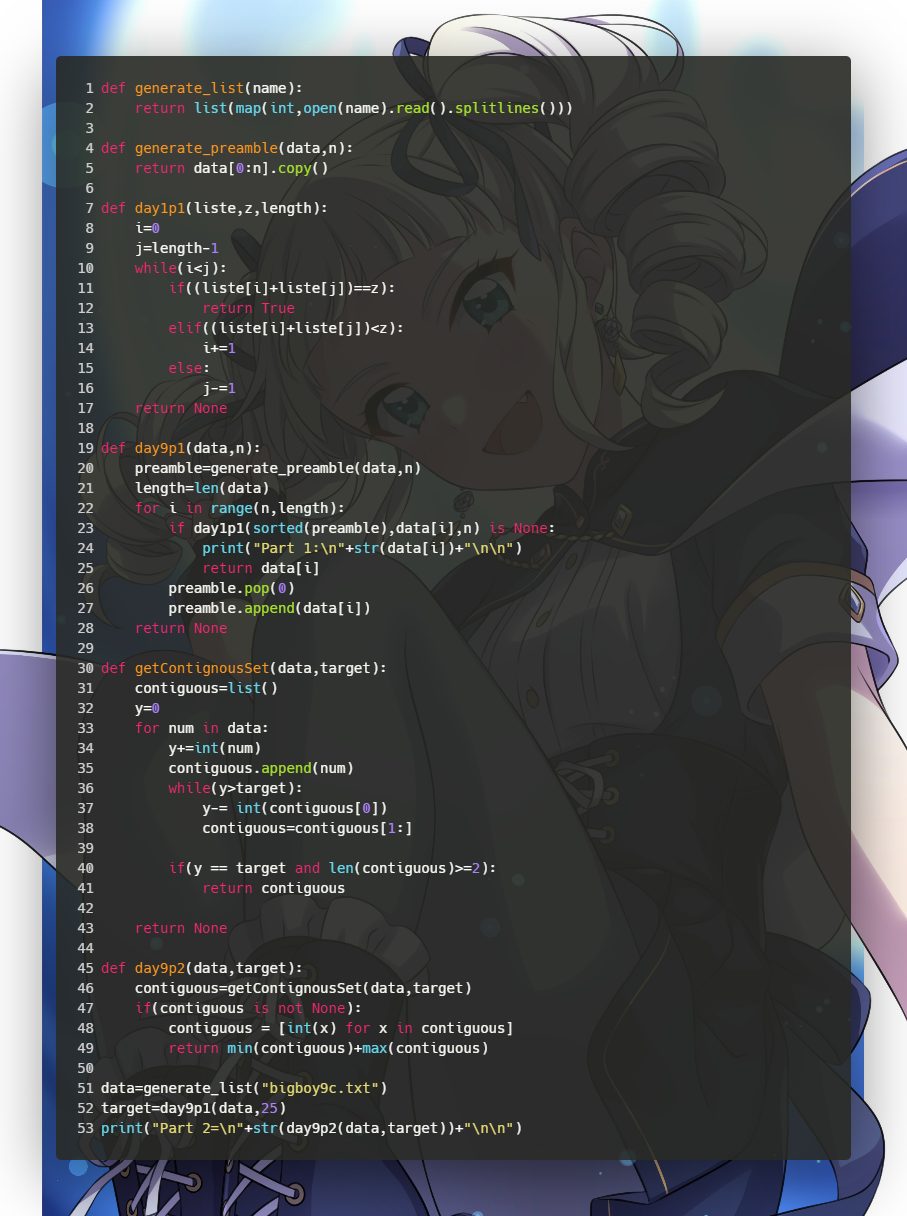 1 def generate_list(name):
2     return list(map(int,open(name).read().splitlines()))
3
4 def generate_preamble(data,n):
5     return data[0:n].copy()
6
7 def day1p1(liste,z,length):
8     i=0
9     j=length-1
10     while(i<j):
11         if((liste[i]+liste[j])==z):
12             return True
13         elif((liste[i]+liste[j])<z):
14             i+=1
15         else:
16             j-=1
17     return None
18
19 def day9p1(data,n):
20     preamble=generate_preamble(data,n)
21     length=len(data)
22     for i in range(n,length):
23         if day1p1(sorted(preamble),data[i],n) is None:
24             print("Part 1:\n"+str(data[i])+"\n\n")
25             return data[i]
26         preamble.pop(0)
27         preamble.append(data[i])
28     return None
29
30 def getContignousSet(data,target):
31     contiguous=list()
32     y=0
33     for num in data:
34         y+=int(num)
35         contiguous.append(num)
36         while(y>target):
37             y-= int(contiguous[0])
38             contiguous=contiguous[1:]
39
40         if(y == target and len(contiguous)>=2):
41             return contiguous
42
43     return None
44
45 def day9p2(data,target):
46     contiguous=getContignousSet(data,target)
47     if(contiguous is not None):
48         contiguous = [int(x) for x in contiguous]
49         return min(contiguous)+max(contiguous)
50
51 data=generate_list("bigboy9c.txt")
52 target=day9p1(data,25)
53 print("Part 2=\n"+str(day9p2(data,target))+"\n\n")